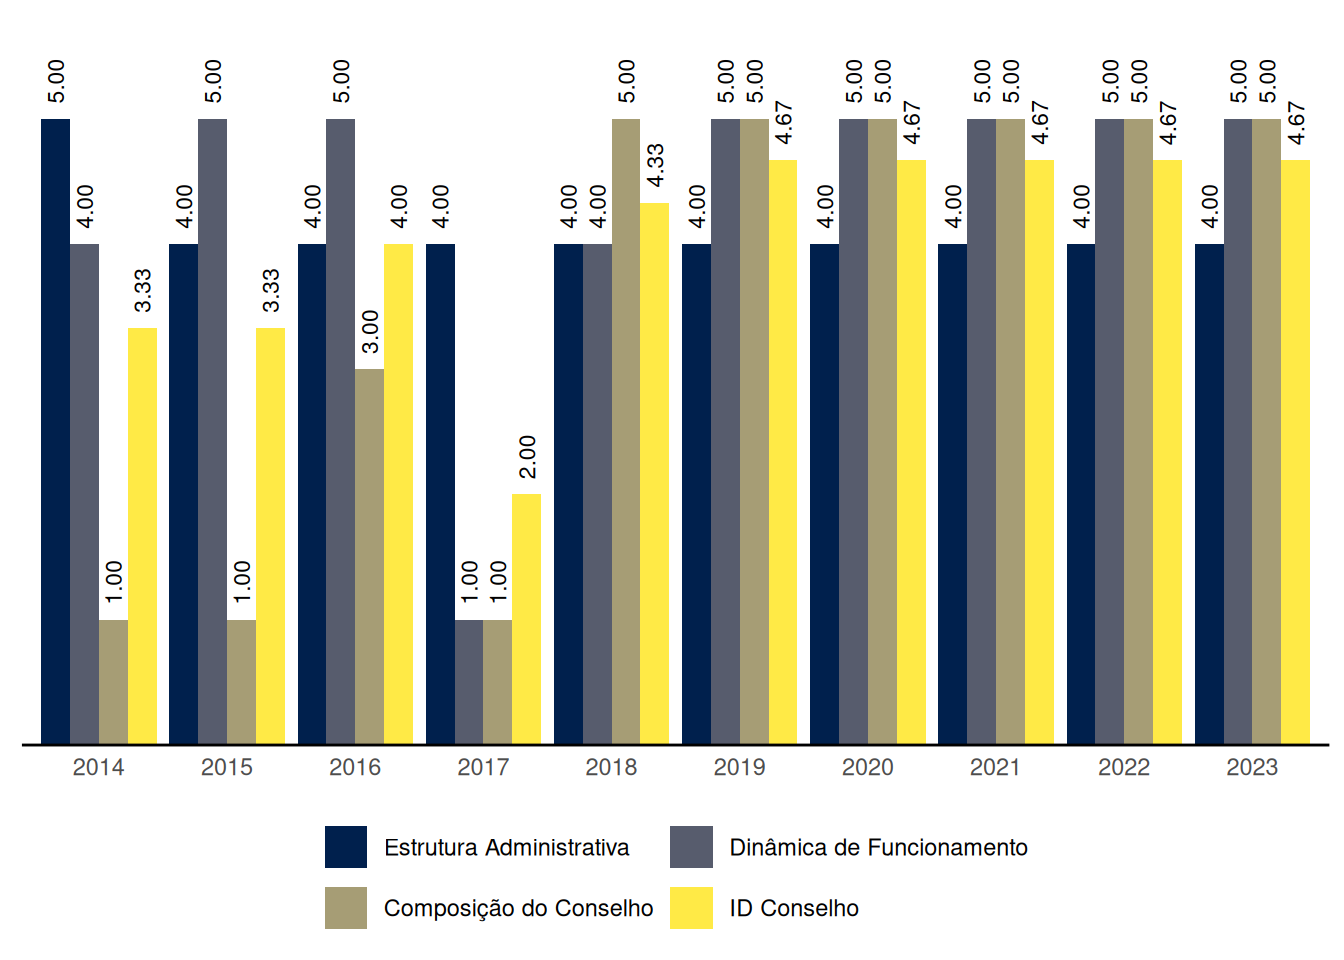 5.00 4.00 1.00 3.33 4.00 5.00 1.00 3.33 4.00 5.00 3.00 4.00 4.00 1.00 1.00 2.00 4.00 4.00 5.00 4.33 4.00 5.00 5.00 4.67 4.00 5.00 5.00 4.67 4.00 5.00 5.00 4.67 4.00 5.00 5.00 4.67 4.00 5.00 5.00 4.67
2014 2015 2016 2017 2018 2019 2020 2021 2022 2023
Estrutura Administrativa Dinâmica de Funcionamento
Composição do Conselho ID Conselho